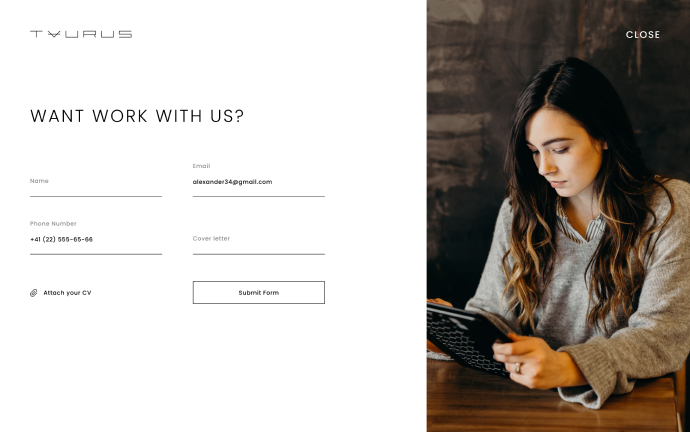 TAURUS
CLOSE
WANT WORK WITH US?
Name
Email
alexander34@gmail.com
Phone Number
+41 (22) 555-65-66
Cover letter
Attach your CV
Submit Form